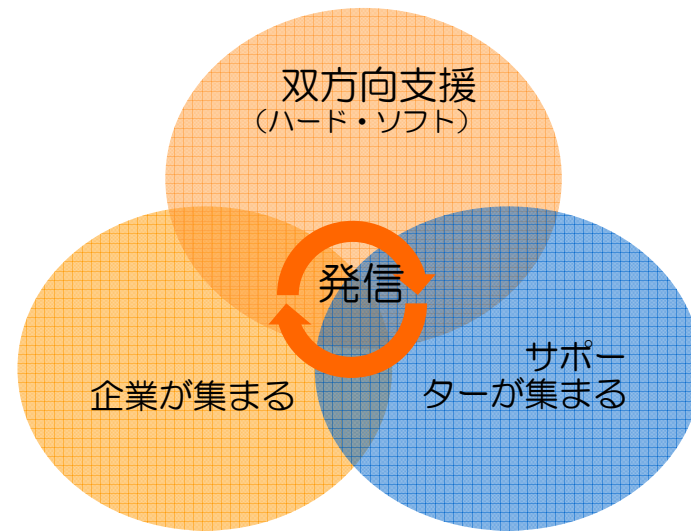 双方向支援
（ハード・ソフト）
発信
企業が集まる
サポー
ターが集まる